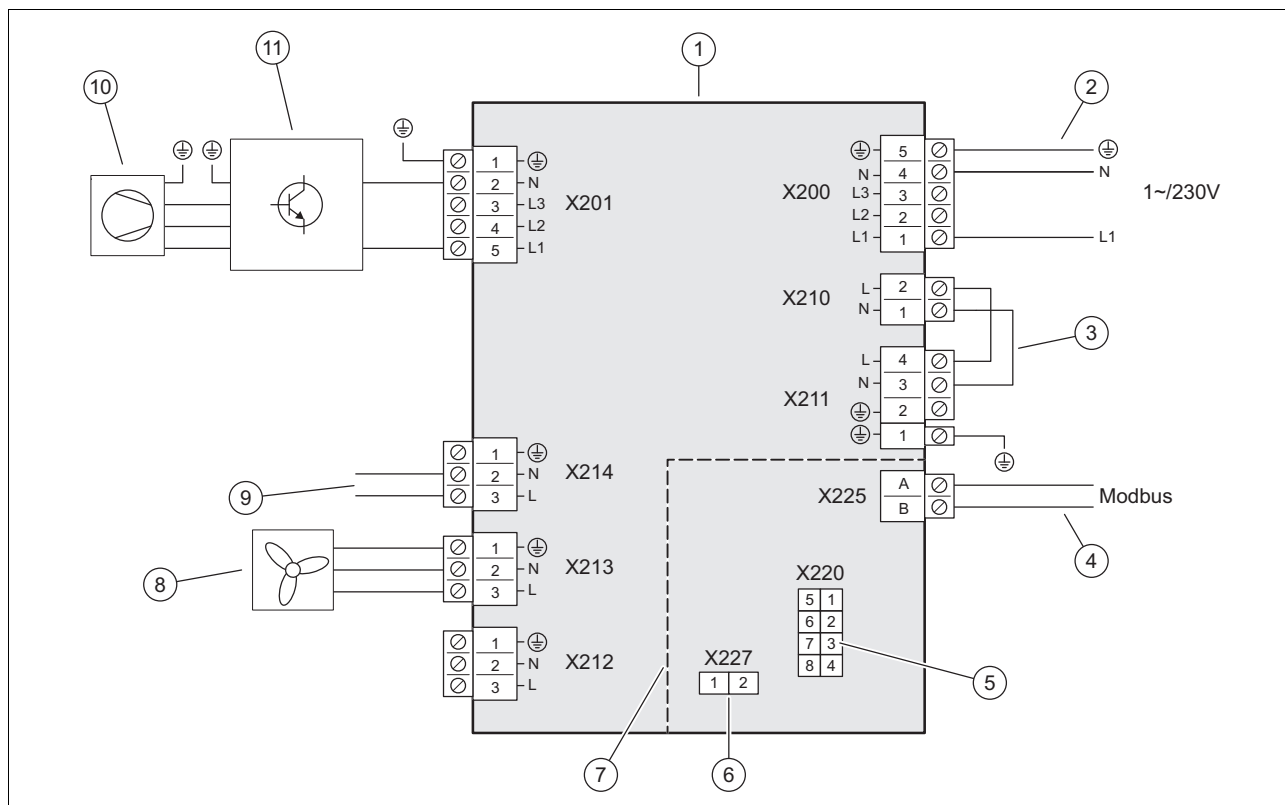 11
1
10
2
X201
1
2 N
3 L3
4 L2
5 L1
X200
5
N 4
L3 3
L2 2
L1 1
N
1~/230V
L1
X210
L 2
N 1
3
X211
L 4
N 3
2
1
X214
1
2 N
3 L
9
X225
A
B
Modbus
4
X213
1
2 N
3 L
8
X220
5 1
6 2
7 3
8 4
5
X212
1
2 N
3 L
X227
1 2
7
6